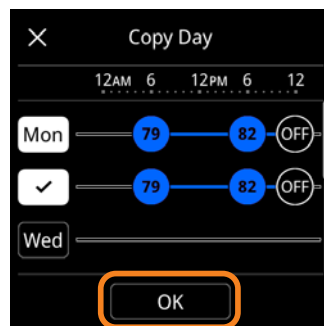 Copy Day
12AM 6 12PM 6 12
Mon 79 82 OFF
79 82 OFF
Wed
OK